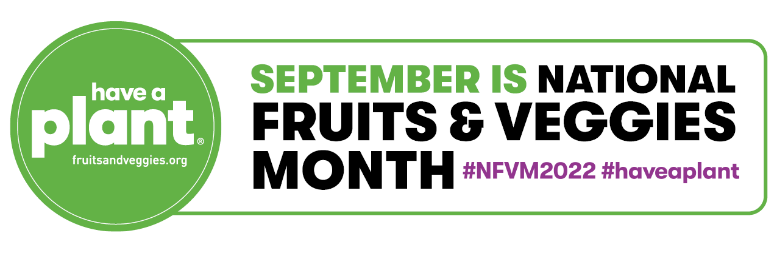 have a
plant®
fruitsandveggies.org
SEPTEMBER IS NATIONAL
FRUITS & VEGGIES
MONTH #NFVM2022 #haveaplant